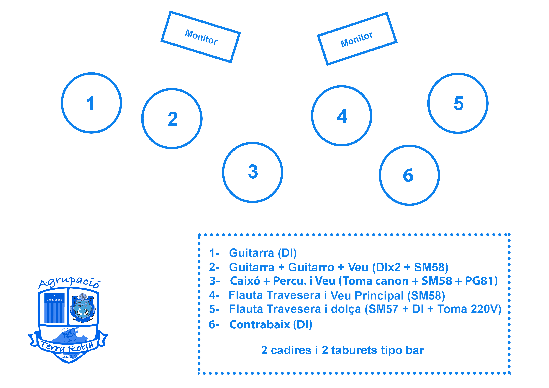 Monitor
Monitor
1
2
3
4
5
6
1- Guitarra (DI)
2- Guitarra + Guitarro + Veu (DIx2 + SM58)
3- Caixó + Percu. i Veu (Toma canon + SM58 + PG81)
4- Flauta Travesera i Veu Principal (SM58)
5- Flauta Travesera i dolça (SM57 + DI + Toma 220V)
6- Contrabaix (DI)
2 cadires i 2 taburets tipo bar
Agrupació